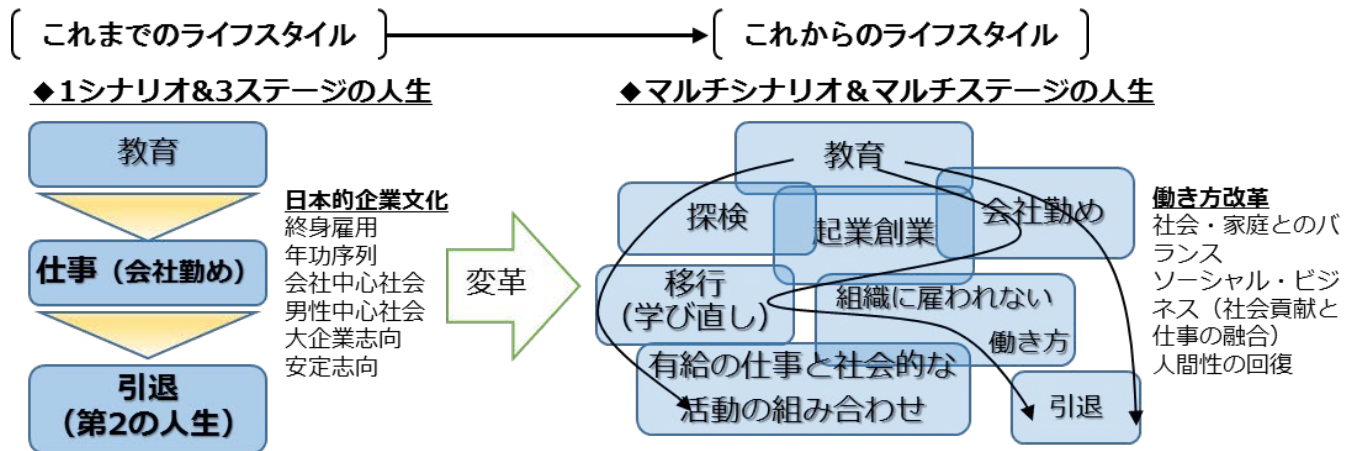 これまでのライフスタイル
これからのライフスタイル
◆1シナリオ&3ステージの人生
教育
仕事（会社勤め）
引退
（第2の人生）
日本的企業文化
終身雇用
年功序列
会社中心社会
男性中心社会
大企業志向
安定志向
変革
◆マルチシナリオ＆マルチステージの人生
教育
探検
起業創業
会社勤め
移行
（学び直し）
組織に雇われない
働き方
有給の仕事と社会的な
活動の組み合わせ
引退
働き方改革
社会・家庭とのバ
ランス
ソーシャル・ビジ
ネス（社会貢献と
仕事の融合）
人間性の回復